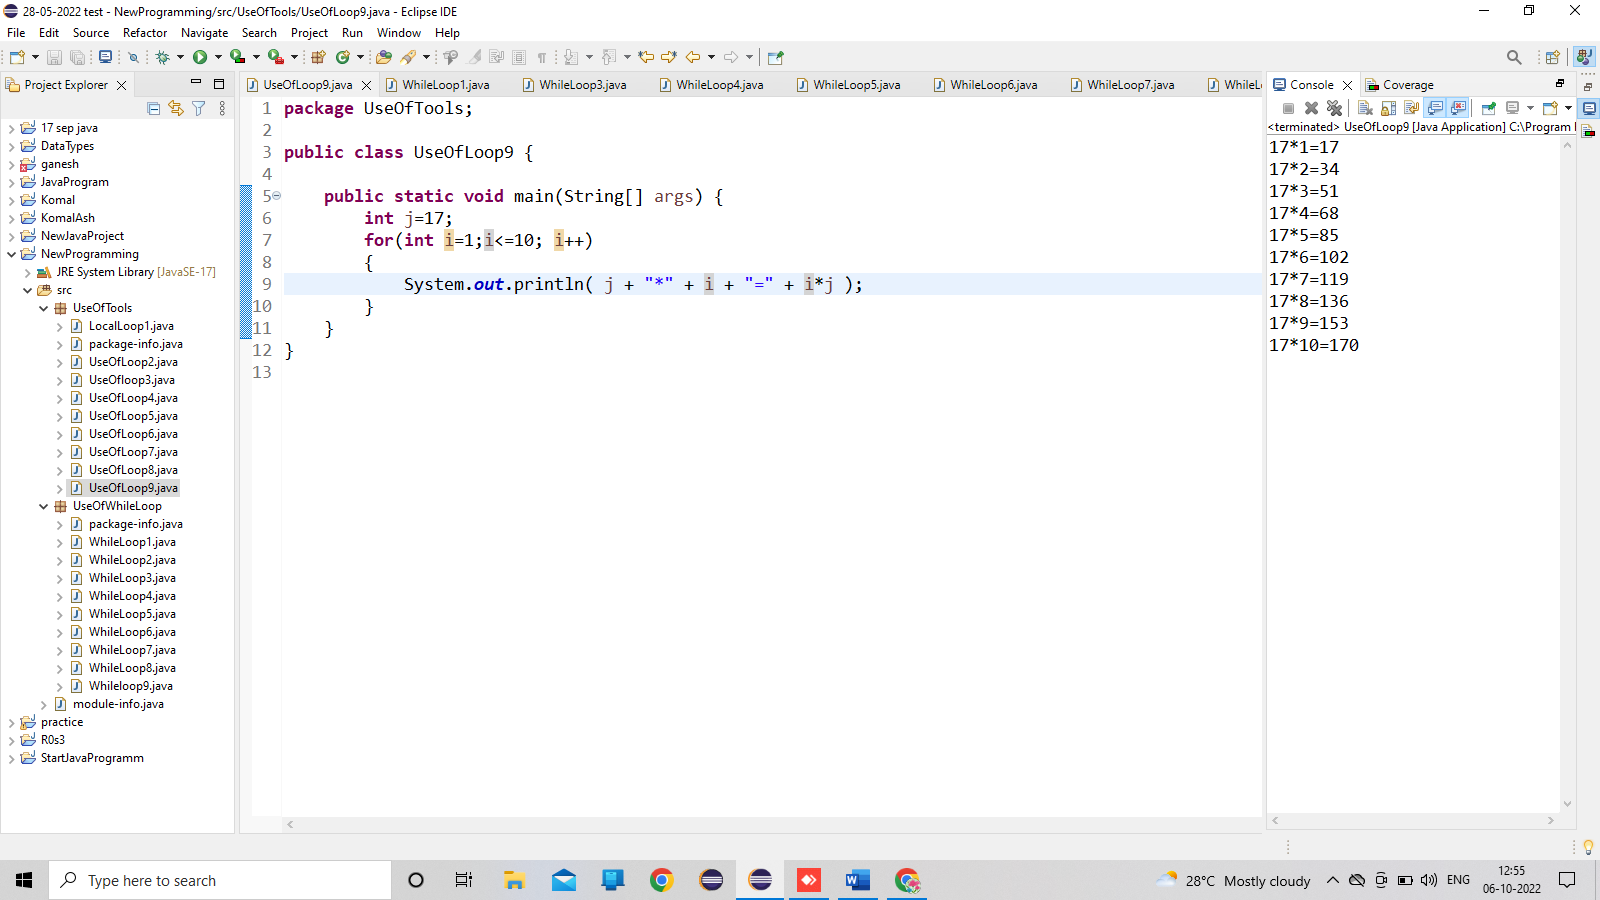 28-05-2022 test - NewProgramming/src/UseOfTools/UseOfLoop9.java - Eclipse IDE
File Edit Source Refactor Navigate Search Project Run Window Help
Project Explorer
17 sep java
DataTypes
ganesh
JavaProgram
Komal
KomalAsh
NewJavaProject
NewProgramming
JRE System Library [JavaSE-17]
src
UseOfTools
LocalLoop1.java
package-info.java
UseOfLoop2.java
UseOfloop3.java
UseOfLoop4.java
UseOfLoop5.java
UseOfLoop6.java
UseOfLoop7.java
UseOfLoop8.java
UseOfLoop9.java
UseOfWhileLoop
package-info.java
WhileLoop1.java
WhileLoop2.java
WhileLoop3.java
WhileLoop4.java
WhileLoop5.java
WhileLoop6.java
WhileLoop7.java
WhileLoop8.java
Whileloop9.java
module-info.java
practice
R0s3
StartJavaProgramm
UseOfLoop9.java WhileLoop1.java WhileLoop3.java WhileLoop4.java WhileLoop5.java WhileLoop6.java WhileLoop7.java WhileL
1 package UseOfTools;
2
3 public class UseOfLoop9 {
4
5 public static void main(String[] args) {
6 int j=17;
7 for(int i=1;i<=10; i++)
8 {
9 System.out.println( j + "*" + i + "=" + i*j );
10 }
11 }
12 }
13
Console Coverage
<terminated> UseOfLoop9 [Java Application] C:\Program
17*1=17
17*2=34
17*3=51
17*4=68
17*5=85
17*6=102
17*7=119
17*8=136
17*9=153
17*10=170
Type here to search
28°C Mostly cloudy
ENG
12:55
06-10-2022